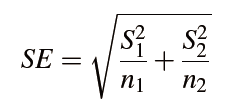 SE = √(S₁²/n₁ + S₂²/n₂)